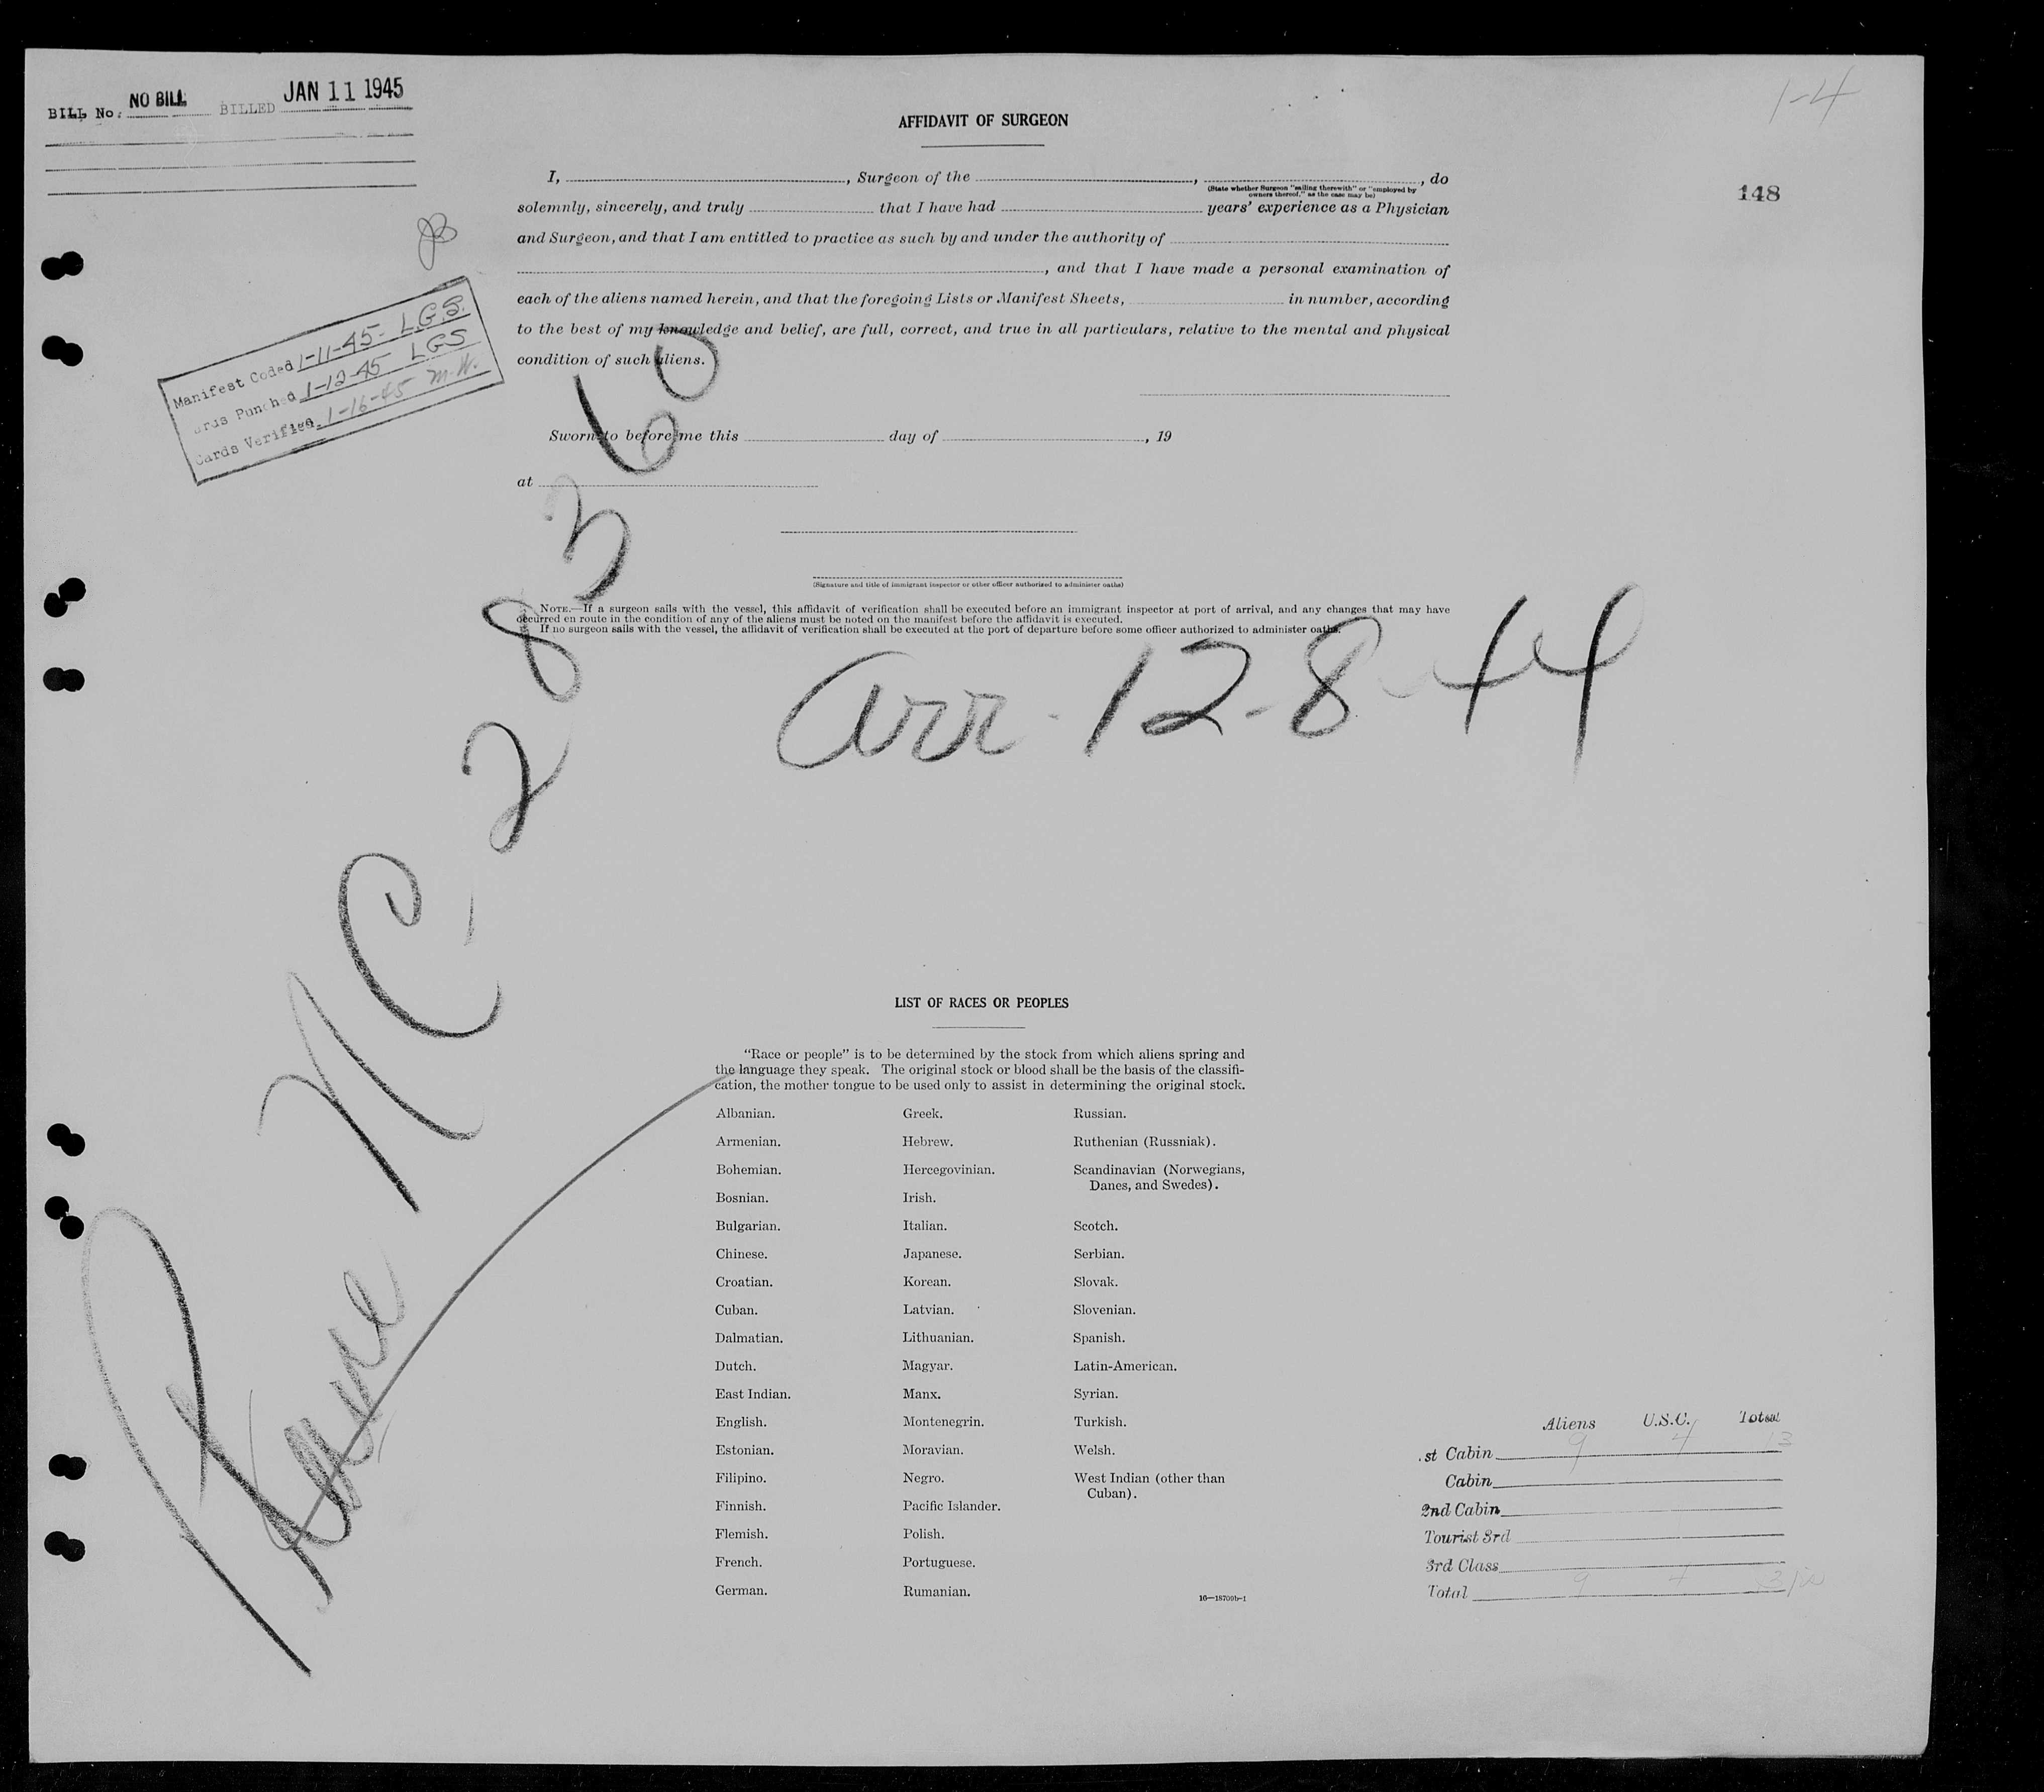 BILL No. NO BILL BILLED JAN 11 1945
1-4
148
AFFIDAVIT OF SURGEON
I, , Surgeon of the , , do
(State whether Surgeon "sailing therewith" or "employed by owners thereof," as the case may be)
solemnly, sincerely, and truly that I have had years' experience as a Physician
and Surgeon, and that I am entitled to practice as such by and under the authority of
, and that I have made a personal examination of
each of the aliens named herein, and that the foregoing Lists or Manifest Sheets, in number, according
to the best of my knowledge and belief, are full, correct, and true in all particulars, relative to the mental and physical
condition of such aliens.
Manifest Coded 1-11-45- L.G.S.
Cards Punched 1-12-45 LGS
Cards Verified 1-16-45 M.W.
Sworn to before me this day of , 19
at
(Signature and title of immigrant inspector or other officer authorized to administer oaths)
NOTE.—If a surgeon sails with the vessel, this affidavit of verification shall be executed before an immigrant inspector at port of arrival, and any changes that may have
occurred en route in the condition of any of the aliens must be noted on the manifest before the affidavit is executed.
If no surgeon sails with the vessel, the affidavit of verification shall be executed at the port of departure before some officer authorized to administer oaths.
Plane NC 28360
arr- 12-8-44
LIST OF RACES OR PEOPLES
"Race or people" is to be determined by the stock from which aliens spring and
the language they speak. The original stock or blood shall be the basis of the classifi-
cation, the mother tongue to be used only to assist in determining the original stock.
Albanian. Greek. Russian.
Armenian. Hebrew. Ruthenian (Russniak).
Bohemian. Hercegovinian. Scandinavian (Norwegians,
Danes, and Swedes).
Bosnian. Irish.
Bulgarian. Italian. Scotch.
Chinese. Japanese. Serbian.
Croatian. Korean. Slovak.
Cuban. Latvian. Slovenian.
Dalmatian. Lithuanian. Spanish.
Dutch. Magyar. Latin-American.
East Indian. Manx. Syrian.
English. Montenegrin. Turkish.
Estonian. Moravian. Welsh.
Filipino. Negro. West Indian (other than
Cuban).
Finnish. Pacific Islander.
Flemish. Polish.
French. Portuguese.
German. Rumanian.
16—18709b-1
Aliens U.S.C. Total
st Cabin 9 4 13
Cabin
2nd Cabin
Tourist 3rd
3rd Class
Total 9 4